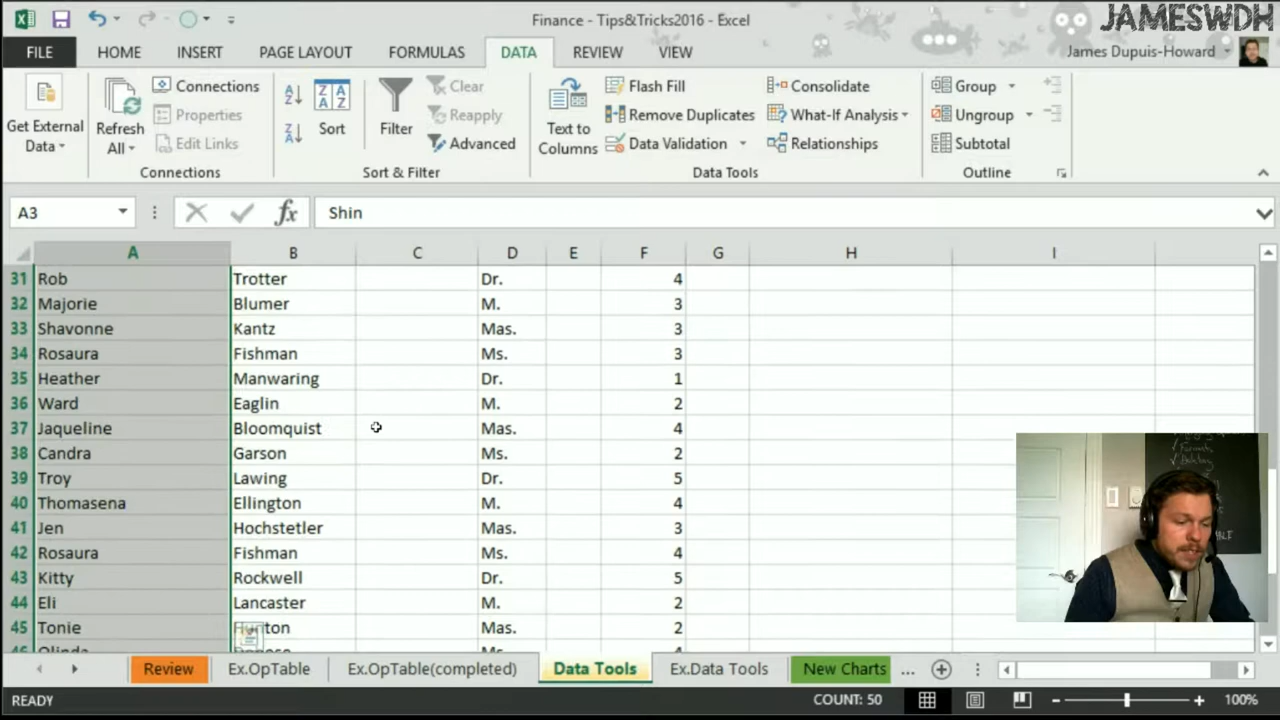 Finance - Tips&Tricks2016 - Excel
JAMESWDH
FILE HOME INSERT PAGE LAYOUT FORMULAS DATA REVIEW VIEW James Dupuis-Howard
Get External Data
Refresh All
Connections
Properties
Edit Links
Connections
Sort
Filter
Clear
Reapply
Advanced
Sort & Filter
Text to Columns
Flash Fill
Remove Duplicates
Data Validation
Consolidate
What-If Analysis
Relationships
Data Tools
Group
Ungroup
Subtotal
Outline
A3 fx Shin
A B C D E F G H I
31 Rob Trotter Dr. 4
32 Majorie Blumer M. 3
33 Shavonne Kantz Mas. 3
34 Rosaura Fishman Ms. 3
35 Heather Manwaring Dr. 1
36 Ward Eaglin M. 2
37 Jaqueline Bloomquist Mas. 4
38 Candra Garson Ms. 2
39 Troy Lawing Dr. 5
40 Thomasena Ellington M. 4
41 Jen Hochstetler Mas. 3
42 Rosaura Fishman Ms. 4
43 Kitty Rockwell Dr. 5
44 Eli Lancaster M. 2
45 Tonie Mas. 2
Review Ex.OpTable Ex.OpTable(completed) Data Tools Ex.Data Tools New Charts ...
READY COUNT: 50 100%